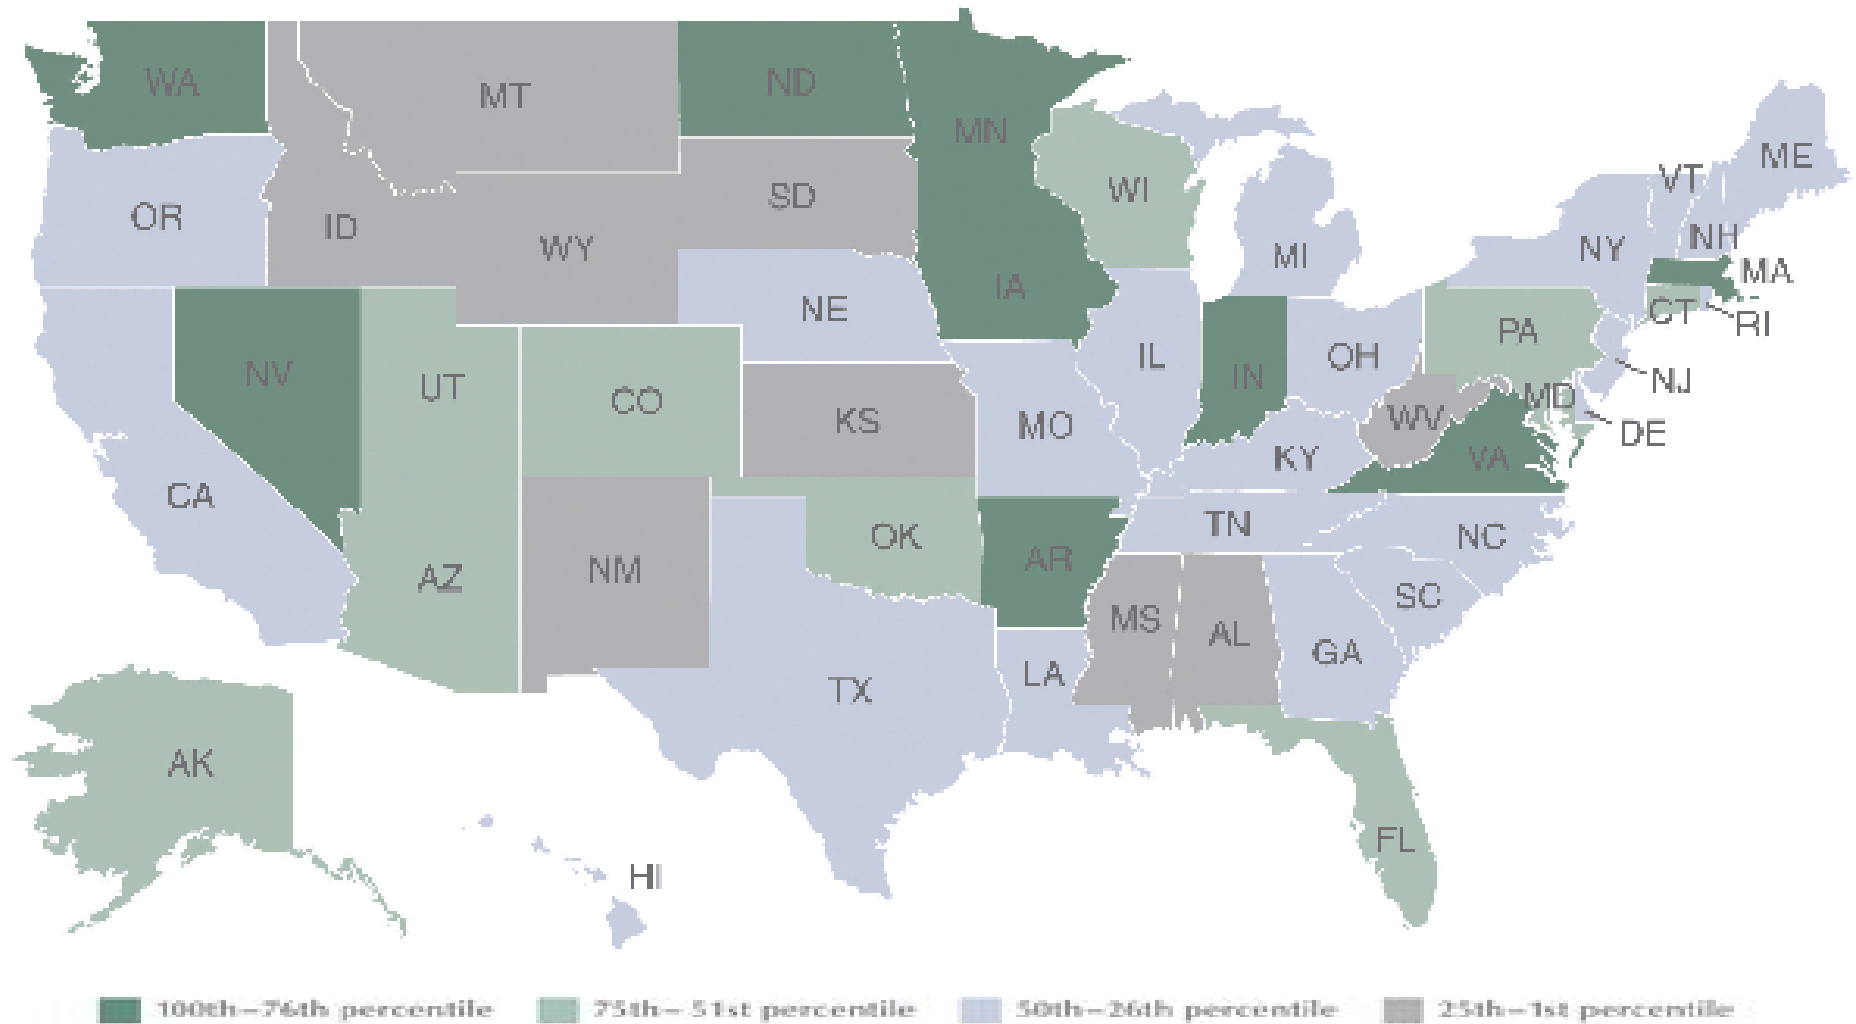 WA
MT
ND
MN
OR
ID
WY
SD
WI
MI
VT
ME
NH
NY
MA
CT
RI
NV
UT
CO
NE
IA
IL
IN
OH
PA
NJ
MD
DE
WV
VA
KY
KS
MO
CA
AZ
NM
OK
AR
TN
NC
SC
MS
AL
GA
LA
TX
FL
AK
HI
100th–76th percentile
75th–51st percentile
50th–26th percentile
25th–1st percentile